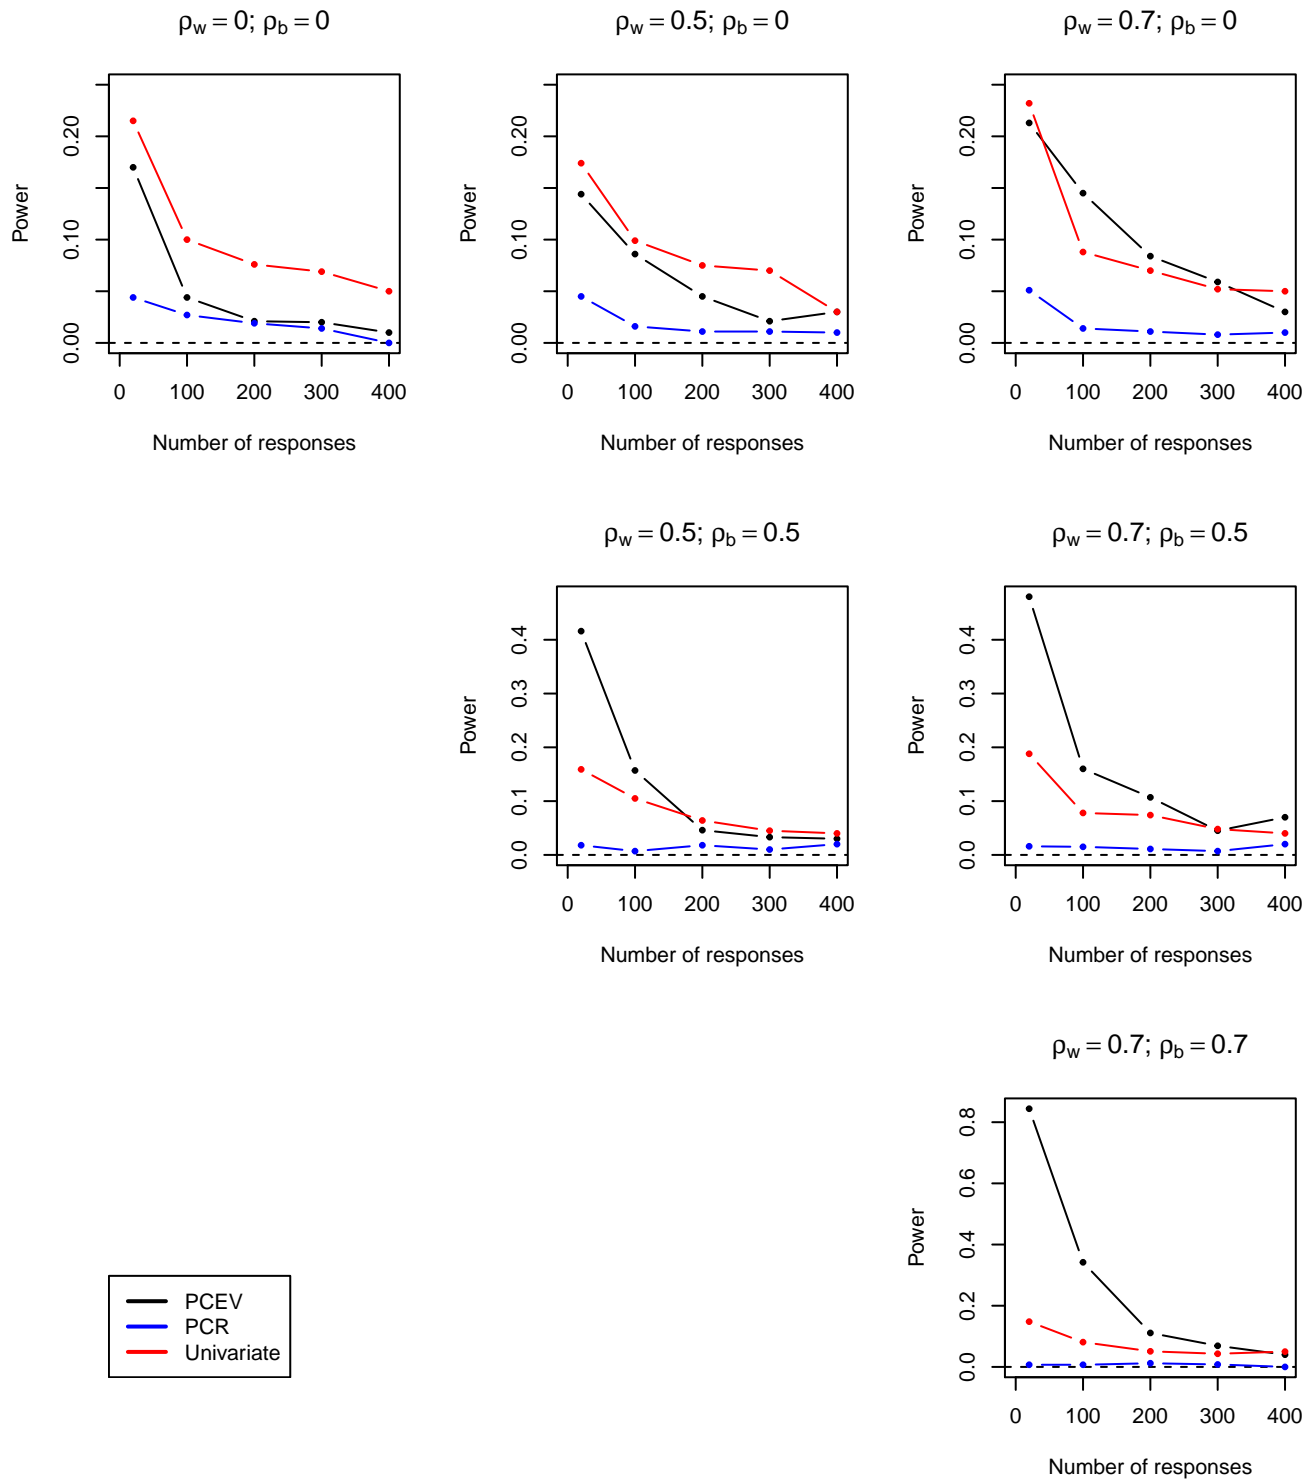 ρw = 0; ρb = 0
Power
0.00 0.10 0.20
0 100 200 300 400
Number of responses
ρw = 0.5; ρb = 0
Power
0.00 0.10 0.20
0 100 200 300 400
Number of responses
ρw = 0.7; ρb = 0
Power
0.00 0.10 0.20
0 100 200 300 400
Number of responses
ρw = 0.5; ρb = 0.5
Power
0.0 0.1 0.2 0.3 0.4
0 100 200 300 400
Number of responses
ρw = 0.7; ρb = 0.5
Power
0.0 0.1 0.2 0.3 0.4
0 100 200 300 400
Number of responses
ρw = 0.7; ρb = 0.7
Power
0.0 0.2 0.4 0.6 0.8
0 100 200 300 400
Number of responses
PCEV
PCR
Univariate